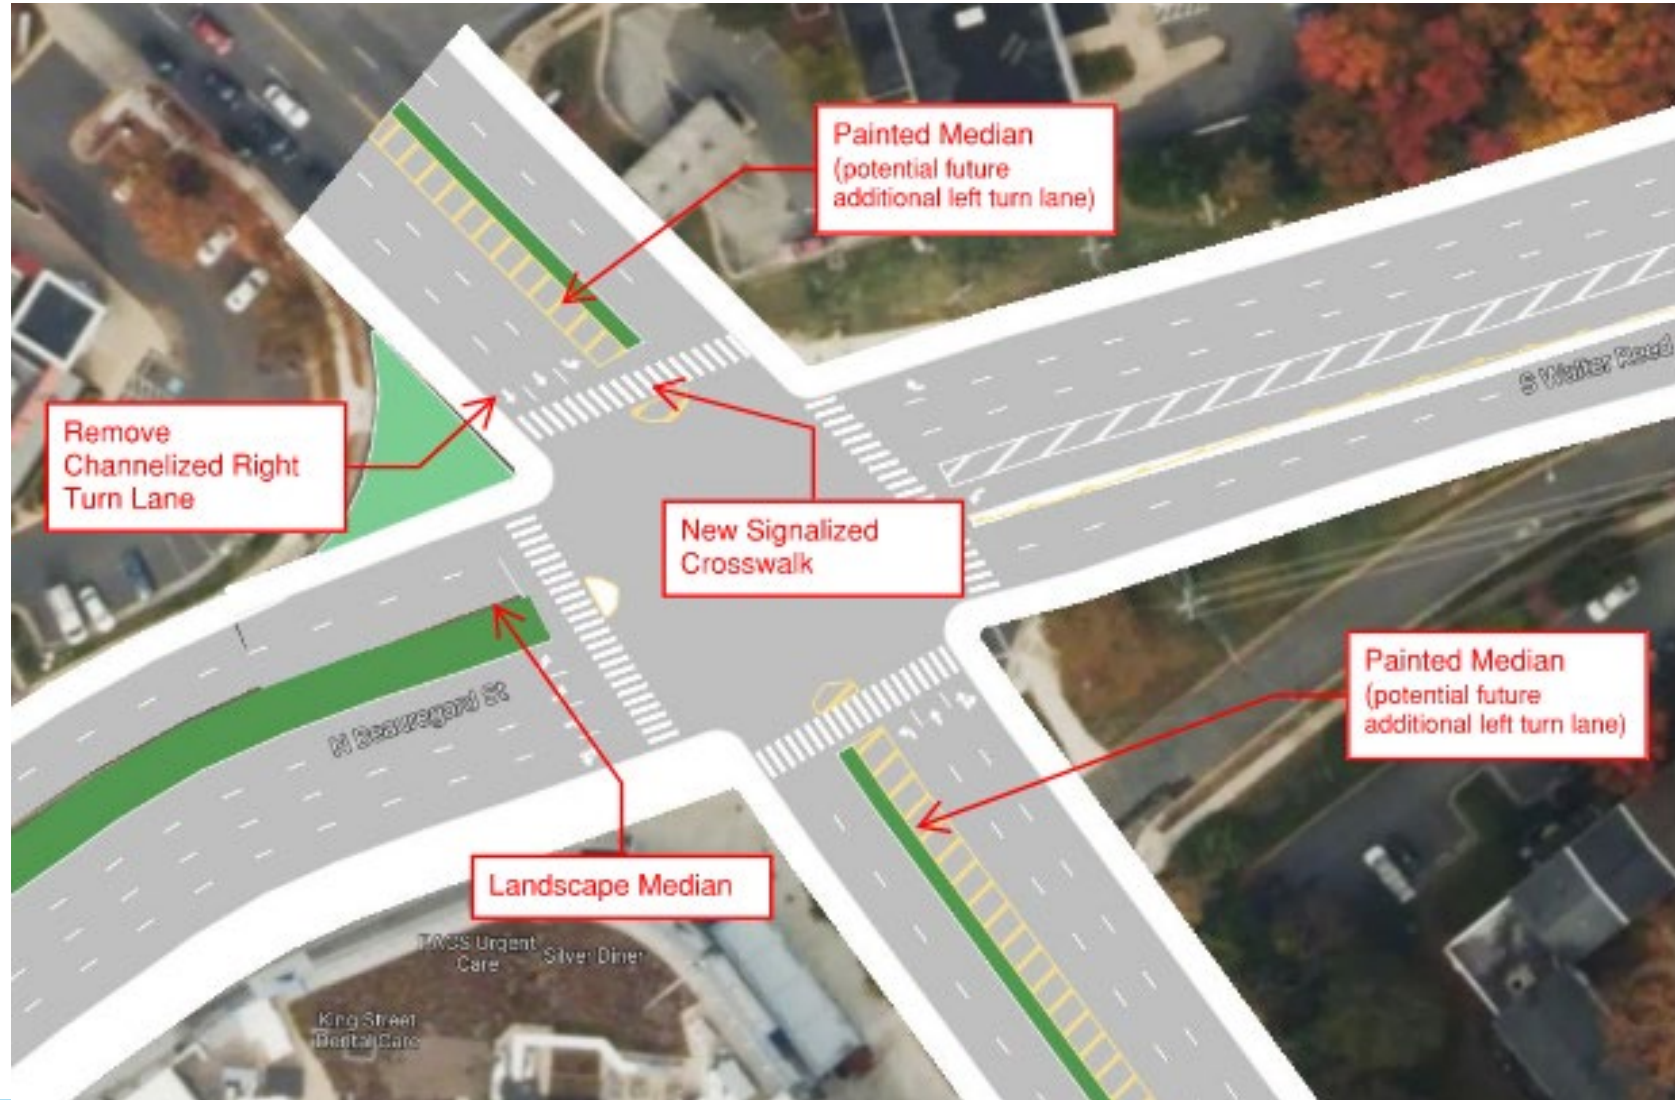 Painted Median
(potential future
additional left turn lane)
S Walter Reed
Remove
Channelized Right
Turn Lane
New Signalized
Crosswalk
Painted Median
(potential future
additional left turn lane)
N Beauregard St
Landscape Median
Urgent
Care
Silver Diner
King Street
Dental Care